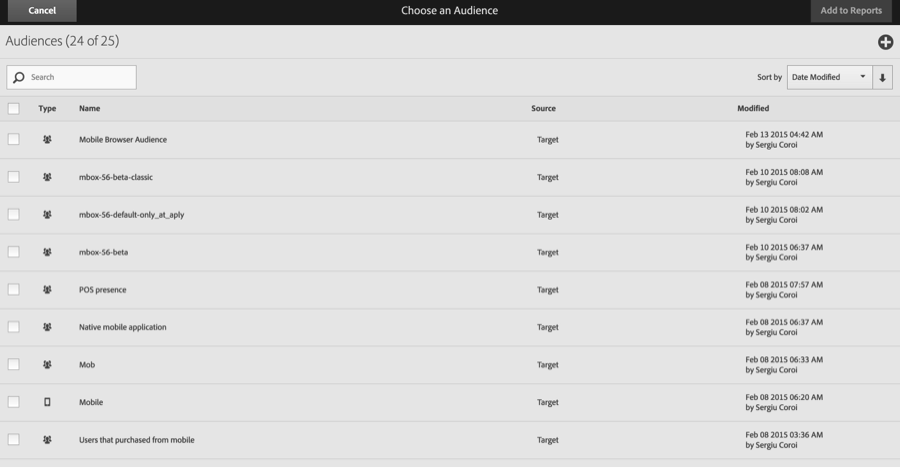 Cancel
Choose an Audience
Add to Reports
Audiences (24 of 25)
Search
Sort by
Date Modified
Type
Name
Source
Modified
Mobile Browser Audience
Target
Feb 13 2015 04:42 AM
by Sergiu Coroi
mbox-56-beta-classic
Target
Feb 10 2015 08:08 AM
by Sergiu Coroi
mbox-56-default-only_at_aply
Target
Feb 10 2015 08:02 AM
by Sergiu Coroi
mbox-56-beta
Target
Feb 10 2015 06:37 AM
by Sergiu Coroi
POS presence
Target
Feb 08 2015 07:57 AM
by Sergiu Coroi
Native mobile application
Target
Feb 08 2015 06:37 AM
by Sergiu Coroi
Mob
Target
Feb 08 2015 06:33 AM
by Sergiu Coroi
Mobile
Target
Feb 08 2015 06:20 AM
by Sergiu Coroi
Users that purchased from mobile
Target
Feb 08 2015 03:36 AM
by Sergiu Coroi